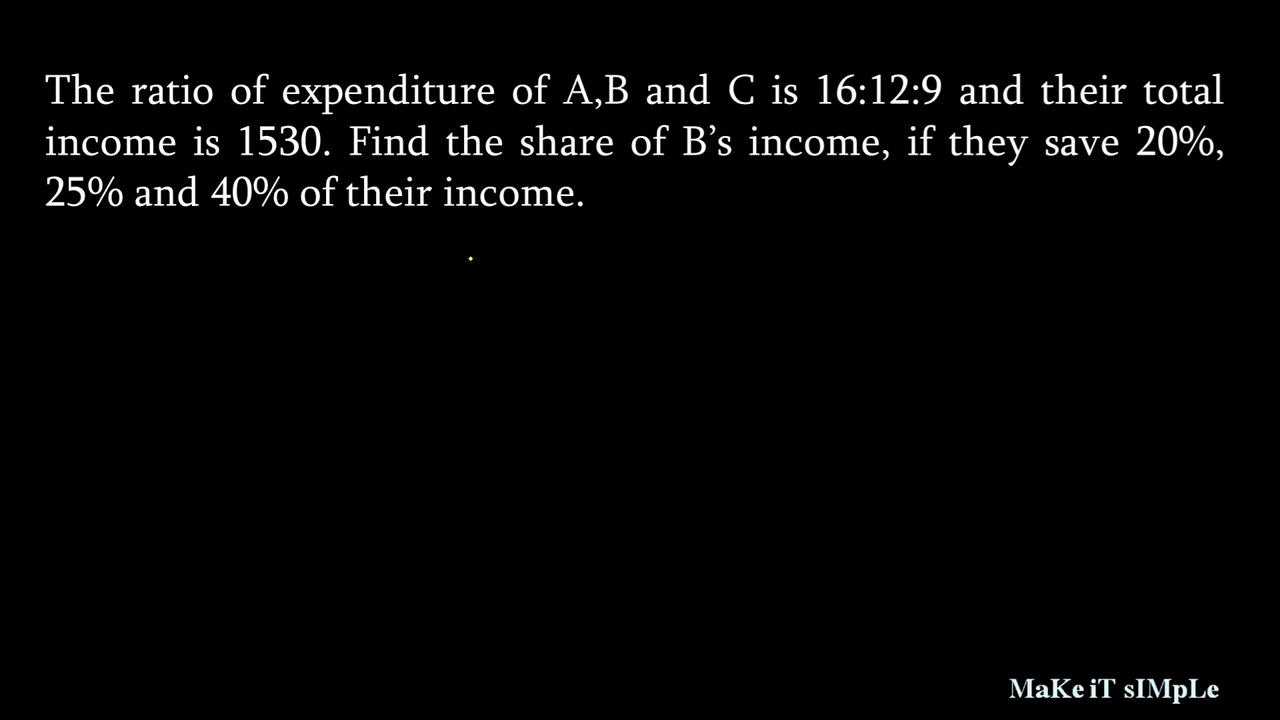 The ratio of expenditure of A,B and C is 16:12:9 and their total
income is 1530. Find the share of B’s income, if they save 20%,
25% and 40% of their income.
MaKe iT sIMpLe